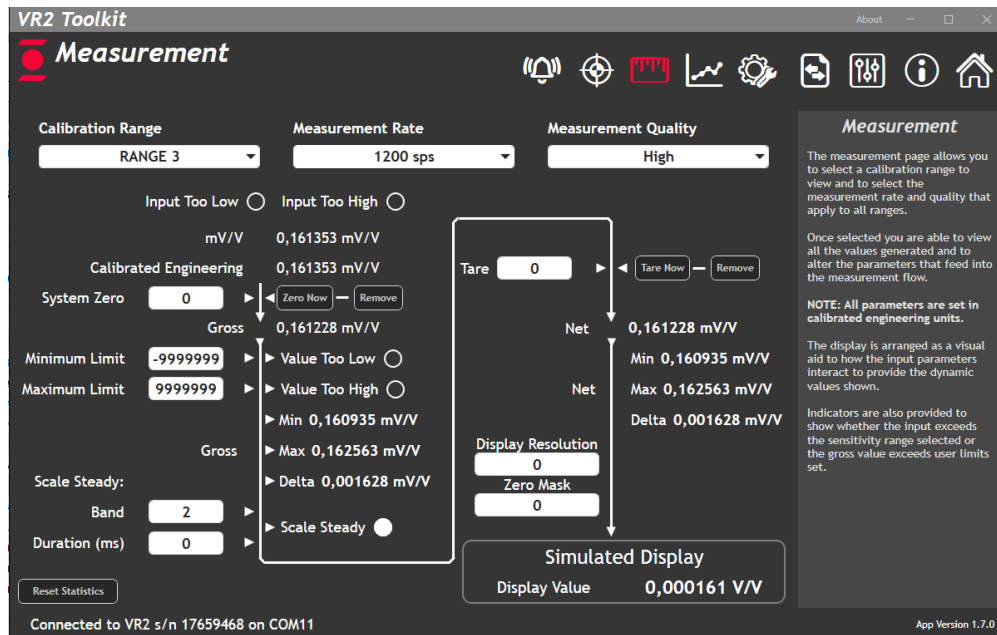 VR2 Toolkit
About
Measurement
Calibration Range
Measurement Rate
Measurement Quality
RANGE 3
1200 sps
High
Input Too Low
Input Too High
mV/V 0,161353 mV/V
Calibrated Engineering 0,161353 mV/V
System Zero 0 Zero Now Remove
Gross 0,161228 mV/V
Minimum Limit -9999999 Value Too Low
Maximum Limit 9999999 Value Too High
Min 0,160935 mV/V
Gross Max 0,162563 mV/V
Scale Steady: Delta 0,001628 mV/V
Band 2
Scale Steady
Duration (ms) 0
Reset Statistics
Tare 0 Tare Now Remove
Net 0,161228 mV/V
Min 0,160935 mV/V
Net Max 0,162563 mV/V
Delta 0,001628 mV/V
Display Resolution
0
Zero Mask
0
Simulated Display
Display Value 0,000161 V/V
Measurement
The measurement page allows you
to select a calibration range to
view and to select the
measurement rate and quality that
apply to all ranges.
Once selected you are able to view
all the values generated and to
alter the parameters that feed into
the measurement flow.
NOTE: All parameters are set in
calibrated engineering units.
The display is arranged as a visual
aid to how the input parameters
interact to provide the dynamic
values shown.
Indicators are also provided to
show whether the input exceeds
the sensitivity range selected or
the gross value exceeds user limits
set.
Connected to VR2 s/n 17659468 on COM11
App Version 1.7.0